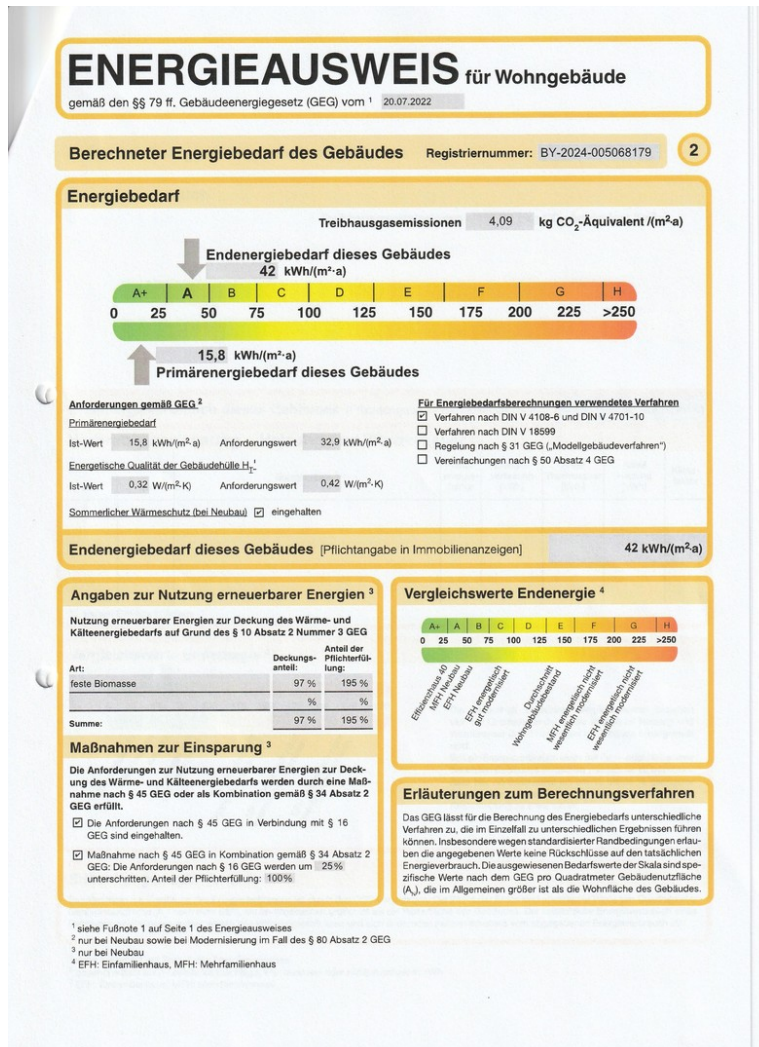 ENERGIEAUSWEIS für Wohngebäude
gemäß den §§ 79 ff. Gebäudeenergiegesetz (GEG) vom ¹ 20.07.2022
Berechneter Energiebedarf des Gebäudes Registriernummer: BY-2024-005068179 2
Energiebedarf
Treibhausgasemissionen 4,09 kg CO₂-Äquivalent /(m²·a)
Endenergiebedarf dieses Gebäudes
42 kWh/(m²·a)
A+ A B C D E F G H
0 25 50 75 100 125 150 175 200 225 >250
15,8 kWh/(m²·a)
Primärenergiebedarf dieses Gebäudes
Anforderungen gemäß GEG ²
Primärenergiebedarf
Ist-Wert 15,8 kWh/(m²·a) Anforderungswert 32,9 kWh/(m²·a)
Energetische Qualität der Gebäudehülle H_T'
Ist-Wert 0,32 W/(m²·K) Anforderungswert 0,42 W/(m²·K)
Sommerlicher Wärmeschutz (bei Neubau) ☑ eingehalten
Für Energiebedarfsberechnungen verwendetes Verfahren
☑ Verfahren nach DIN V 4108-6 und DIN V 4701-10
☐ Verfahren nach DIN V 18599
☐ Regelung nach § 31 GEG („Modellgebäudeverfahren“)
☐ Vereinfachungen nach § 50 Absatz 4 GEG
Endenergiebedarf dieses Gebäudes [Pflichtangabe in Immobilienanzeigen] 42 kWh/(m²·a)
Angaben zur Nutzung erneuerbarer Energien ³
Nutzung erneuerbarer Energien zur Deckung des Wärme- und
Kälteenergiebedarfs auf Grund des § 10 Absatz 2 Nummer 3 GEG
Art: Deckungs-
anteil: Anteil der
Pflichterfül-
lung:
feste Biomasse 97 % 195 %
% %
Summe: 97 % 195 %
Maßnahmen zur Einsparung ³
Die Anforderungen zur Nutzung erneuerbarer Energien zur Deck-
ung des Wärme- und Kälteenergiebedarfs werden durch eine Maß-
nahme nach § 45 GEG oder als Kombination gemäß § 34 Absatz 2
GEG erfüllt.
☑ Die Anforderungen nach § 45 GEG in Verbindung mit § 16
GEG sind eingehalten.
☑ Maßnahme nach § 45 GEG in Kombination gemäß § 34 Absatz 2
GEG: Die Anforderungen nach § 16 GEG werden um 25%
unterschritten. Anteil der Pflichterfüllung: 100%
Vergleichswerte Endenergie ⁴
A+ A B C D E F G H
0 25 50 75 100 125 150 175 200 225 >250
Effizienzhaus 40
MFH Neubau
EFH Neubau
EFH energetisch
gut modernisiert
Durchschnitt
Wohngebäudebestand
MFH energetisch nicht
wesentlich modernisiert
EFH energetisch nicht
wesentlich modernisiert
Erläuterungen zum Berechnungsverfahren
Das GEG lässt für die Berechnung des Energiebedarfs unterschiedliche
Verfahren zu, die im Einzelfall zu unterschiedlichen Ergebnissen führen
können. Insbesondere wegen standardisierter Randbedingungen erlau-
ben die angegebenen Werte keine Rückschlüsse auf den tatsächlichen
Energieverbrauch. Die ausgewiesenen Bedarfswerte der Skala sind spe-
zifische Werte nach dem GEG pro Quadratmeter Gebäudenutzfläche
(A_N), die im Allgemeinen größer ist als die Wohnfläche des Gebäudes.
¹ siehe Fußnote 1 auf Seite 1 des Energieausweises
² nur bei Neubau sowie bei Modernisierung im Fall des § 80 Absatz 2 GEG
³ nur bei Neubau
⁴ EFH: Einfamilienhaus, MFH: Mehrfamilienhaus